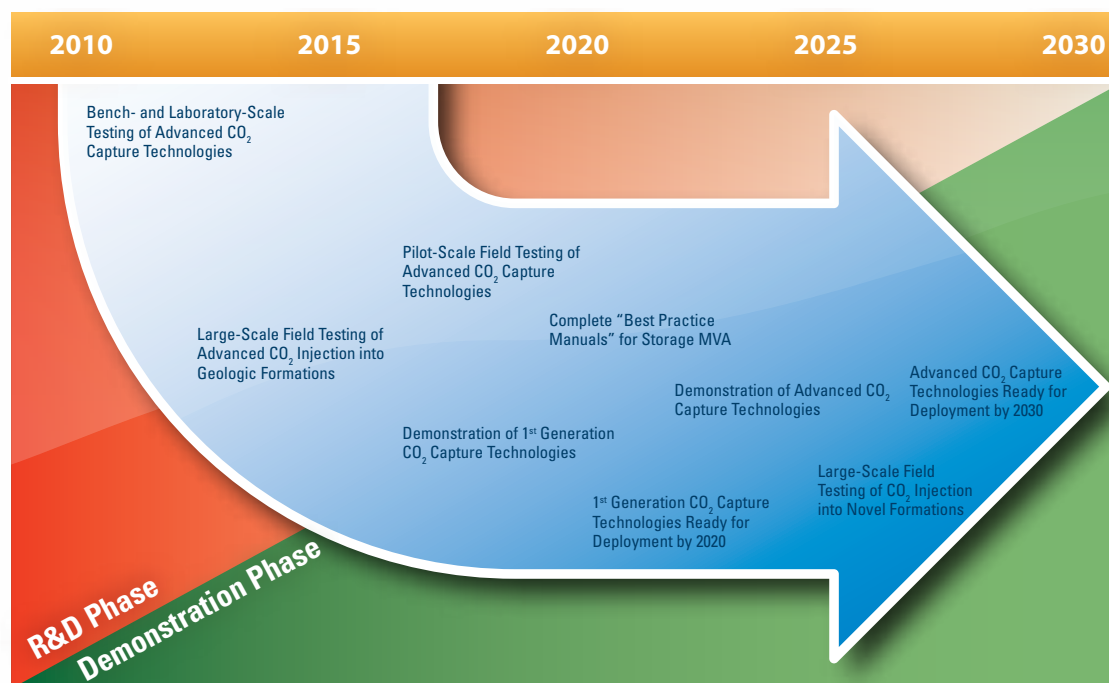 2010 2015 2020 2025 2030
Bench- and Laboratory-Scale
Testing of Advanced CO₂
Capture Technologies
Pilot-Scale Field Testing of
Advanced CO₂ Capture
Technologies
Large-Scale Field Testing of
Advanced CO₂ Injection into
Geologic Formations
Complete “Best Practice
Manuals” for Storage MVA
Demonstration of Advanced CO₂
Capture Technologies
Advanced CO₂ Capture
Technologies Ready for
Deployment by 2030
Demonstration of 1st Generation
CO₂ Capture Technologies
Large-Scale Field
Testing of CO₂ Injection
into Novel Formations
1st Generation CO₂ Capture
Technologies Ready for
Deployment by 2020
R&D Phase
Demonstration Phase